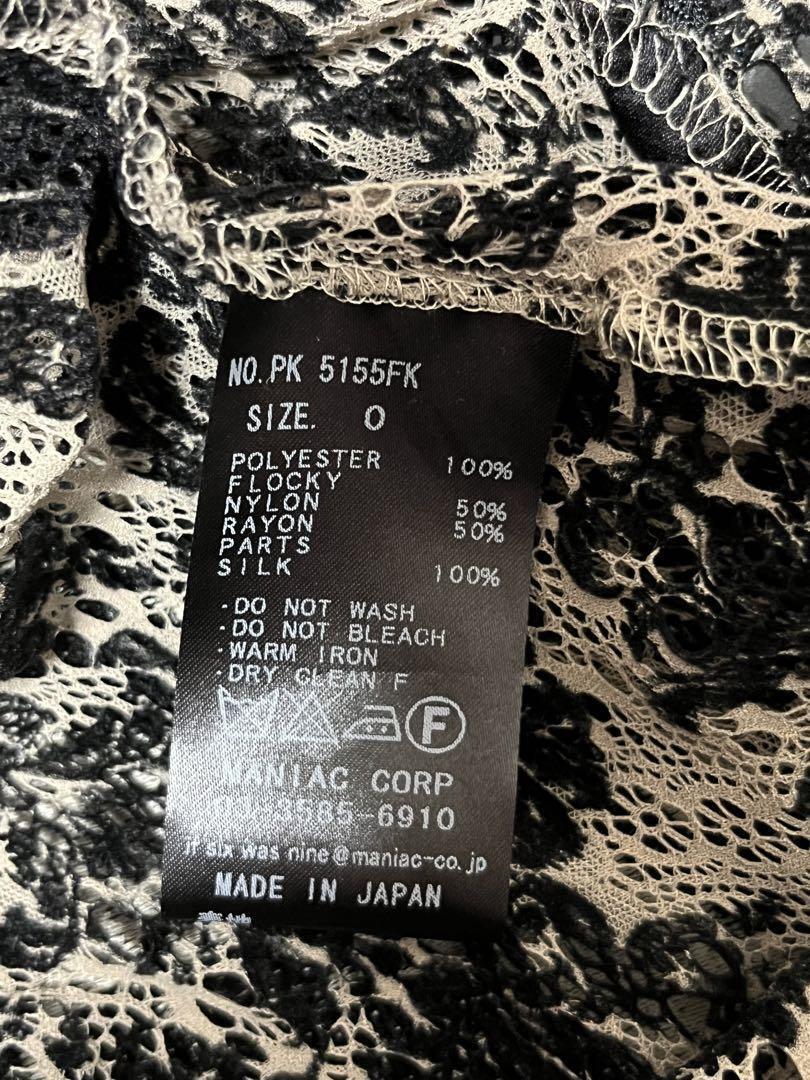 NO.PK 5155FK
SIZE. 0
POLYESTER 100%
FLOCKY
NYLON 50%
RAYON 50%
PARTS
SILK 100%
・DO NOT WASH
・DO NOT BLEACH
・WARM IRON
・DRY CLEAN F
F
MANIAC CORP
03-3585-6910
if six was nine@maniac-co.jp
MADE IN JAPAN